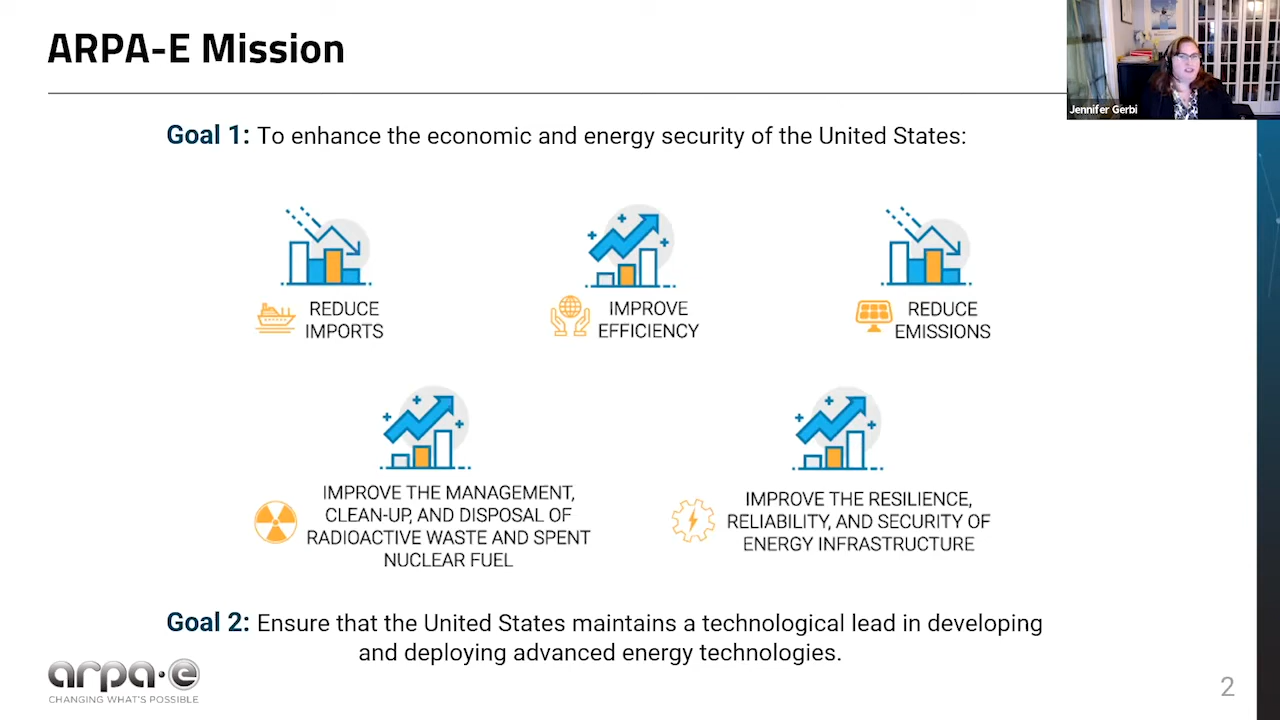 ARPA-E Mission
Jennifer Gerbi
Goal 1: To enhance the economic and energy security of the United States:
REDUCE
IMPORTS
IMPROVE
EFFICIENCY
REDUCE
EMISSIONS
IMPROVE THE MANAGEMENT,
CLEAN-UP, AND DISPOSAL OF
RADIOACTIVE WASTE AND SPENT
NUCLEAR FUEL
IMPROVE THE RESILIENCE,
RELIABILITY, AND SECURITY OF
ENERGY INFRASTRUCTURE
Goal 2: Ensure that the United States maintains a technological lead in developing
and deploying advanced energy technologies.
arpa·e
CHANGING WHAT'S POSSIBLE
2